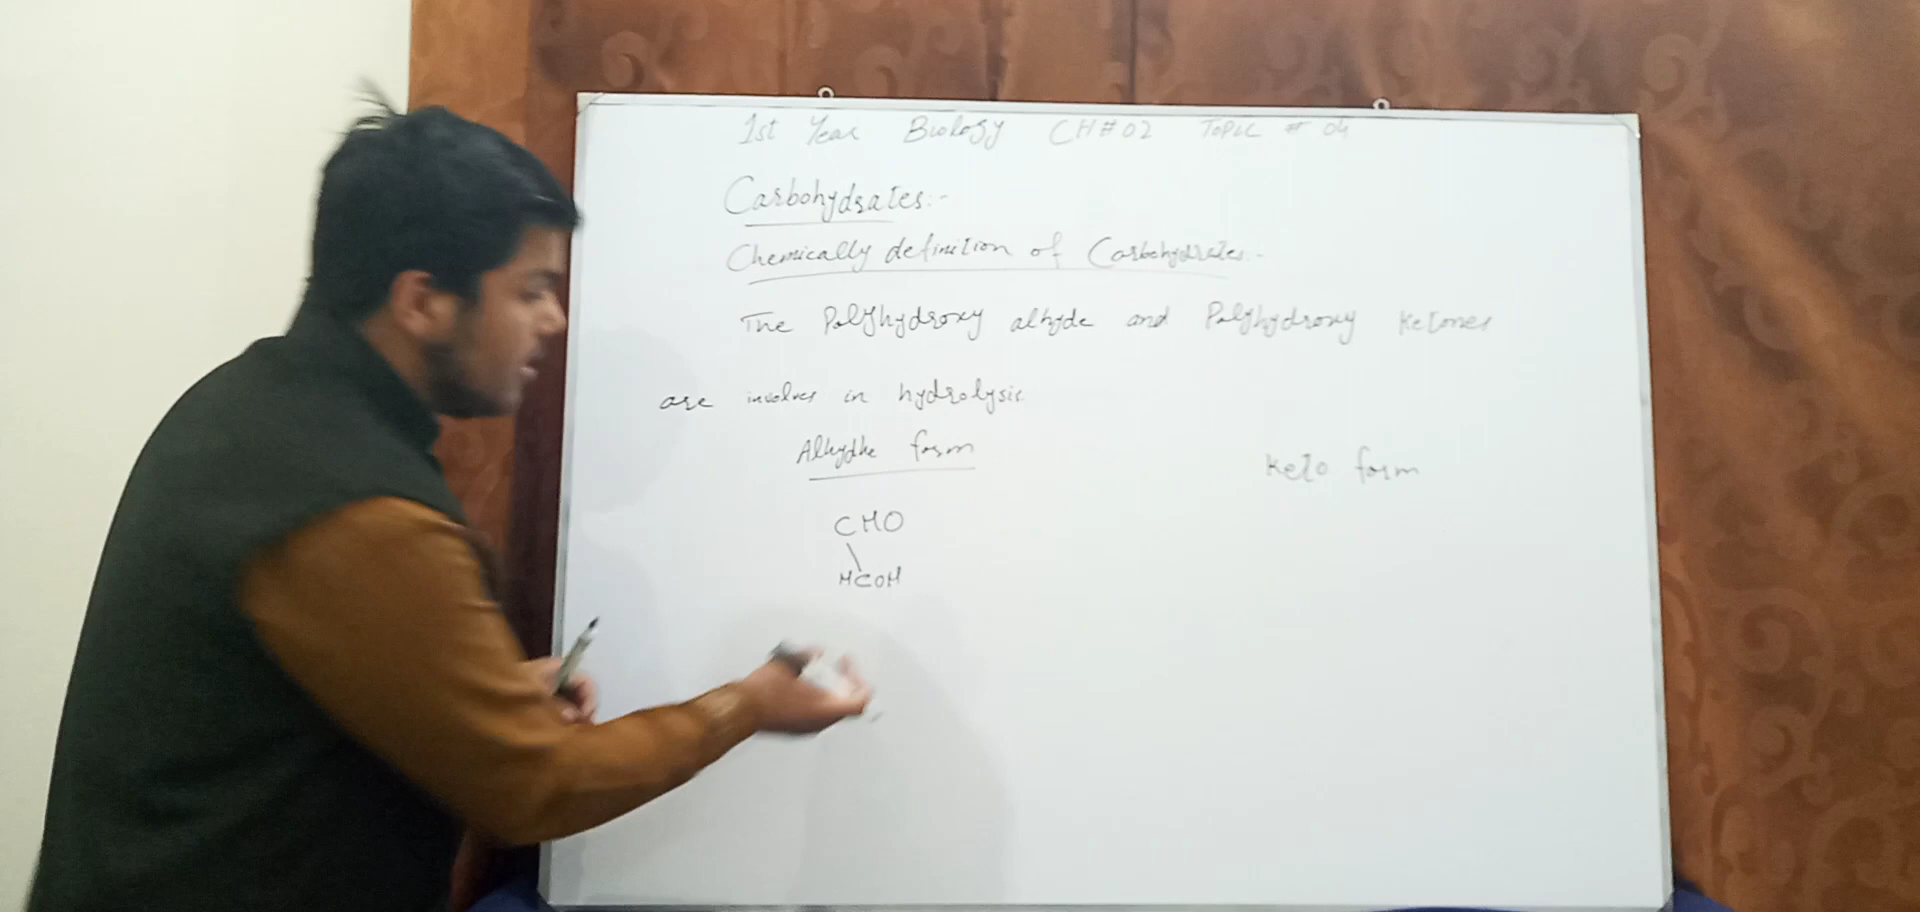 1st Year Biology CH#02 Topic # 04
Carbohydrates:-
Chemically definition of Carbohydrates:-
The Polyhydroxy alhyde and Polyhydroxy Ketones
are involves in hydrolysis.
Alhydhe form
Keto form
CHO
HCOH